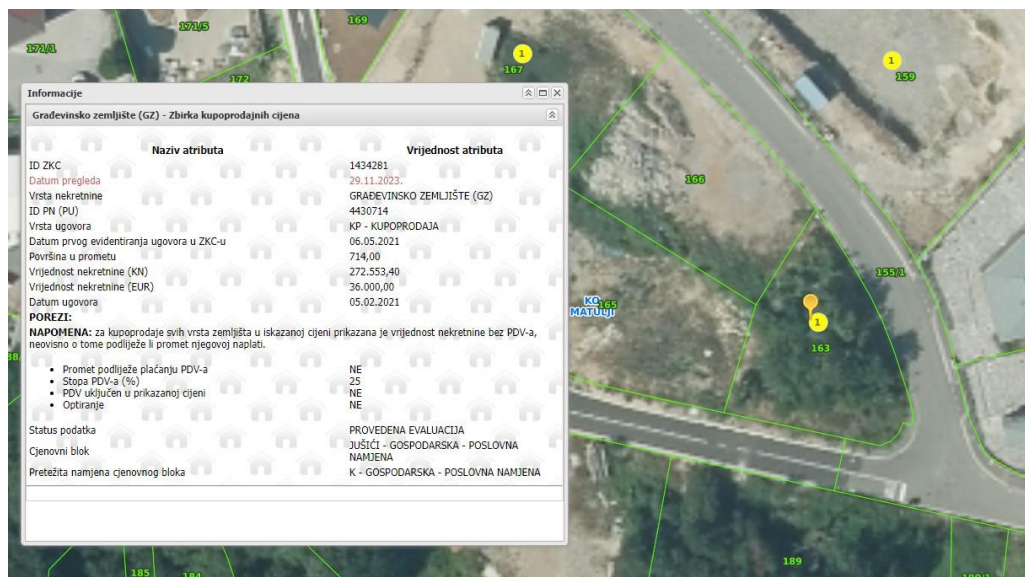 171/5
169
171/1
172
1
167
1
159
Informacije
Građevinsko zemljište (GZ) - Zbirka kupoprodajnih cijena
Naziv atributa Vrijednost atributa
ID ZKC 1434281
Datum pregleda 29.11.2023.
Vrsta nekretnine GRAĐEVINSKO ZEMLJIŠTE (GZ)
ID PN (PU) 4430714
Vrsta ugovora KP - KUPOPRODAJA
Datum prvog evidentiranja ugovora u ZKC-u 06.05.2021
Površina u prometu 714,00
Vrijednost nekretnine (KN) 272.553,40
Vrijednost nekretnine (EUR) 36.000,00
Datum ugovora 05.02.2021
POREZI:
NAPOMENA: za kupoprodaje svih vrsta zemljišta u iskazanoj cijeni prikazana je vrijednost nekretnine bez PDV-a,
neovisno o tome podliježe li promet njegovoj naplati.
• Promet podliježe plaćanju PDV-a NE
• Stopa PDV-a (%) 25
• PDV uključen u prikazanoj cijeni NE
• Optiranje NE
Status podatka PROVEDENA EVALUACIJA
Cjenovni blok JUŠIĆI - GOSPODARSKA - POSLOVNA
NAMJENA
Pretežita namjena cjenovnog bloka K - GOSPODARSKA - POSLOVNA NAMJENA
166
155/1
KO
MATULJI
165
1
163
185
184
189
190/1